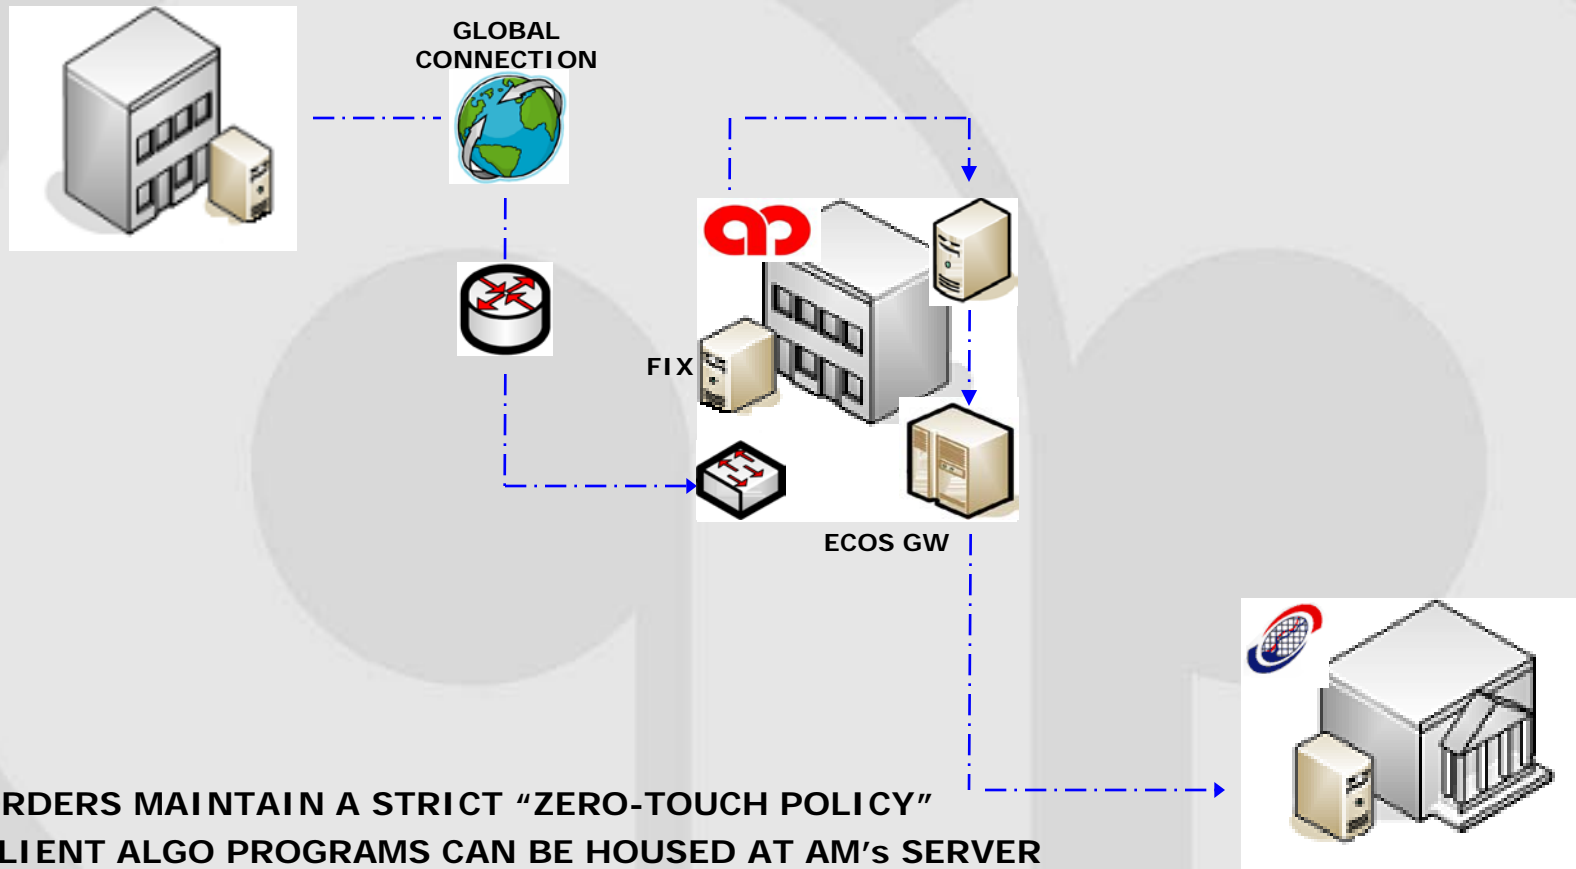 GLOBAL
CONNECTION
FIX
ECOS GW
RDERS MAINTAIN A STRICT “ZERO-TOUCH POLICY”
LIENT ALGO PROGRAMS CAN BE HOUSED AT AM’s SERVER